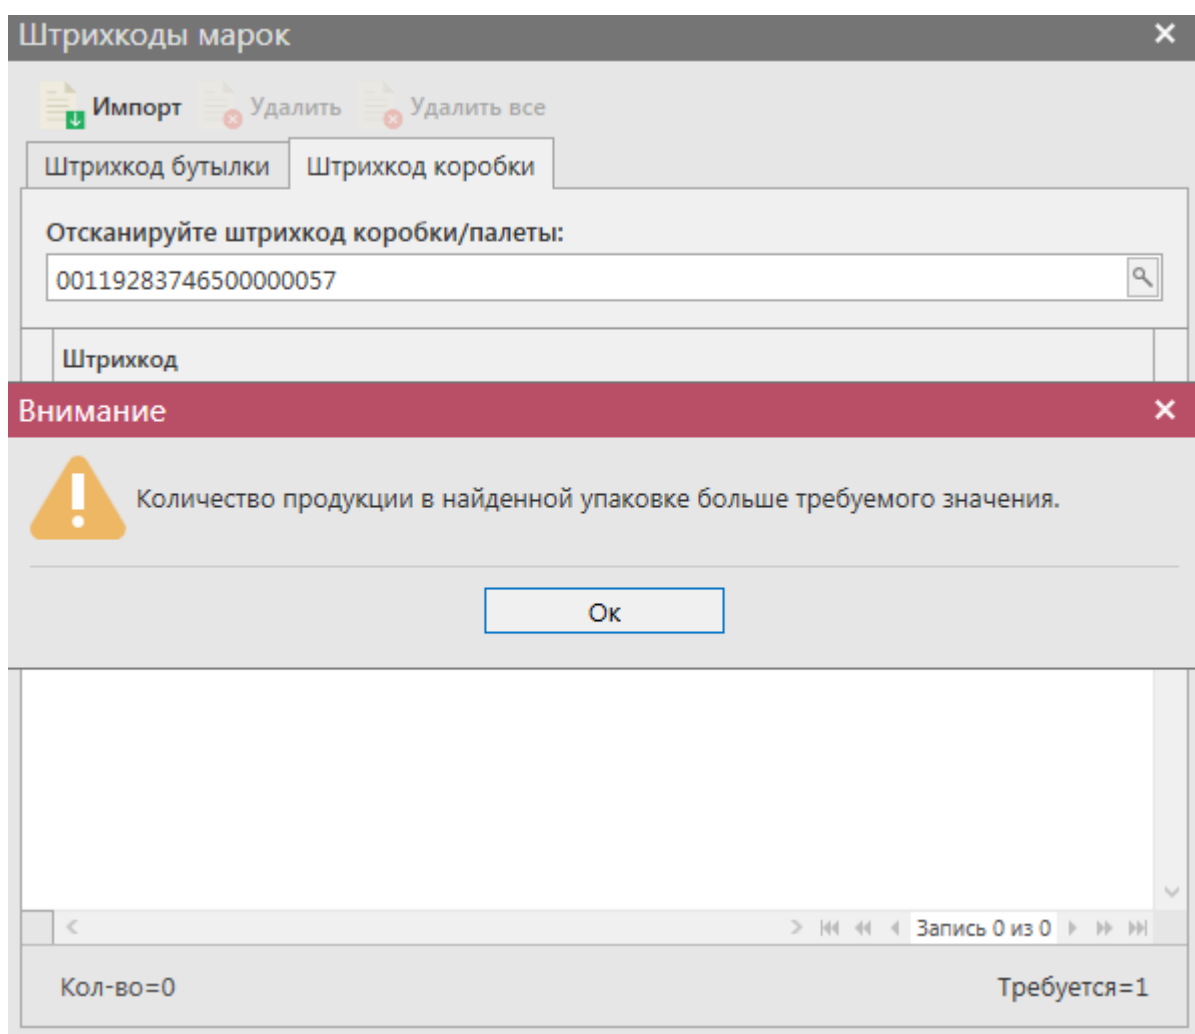 Штрихкоды марок
Импорт Удалить Удалить все
Штрихкод бутылки Штрихкод коробки
Отсканируйте штрихкод коробки/палеты:
00119283746500000057
Штрихкод
Внимание
Количество продукции в найденной упаковке больше требуемого значения.
Ок
Запись 0 из 0
Кол-во=0 Требуется=1